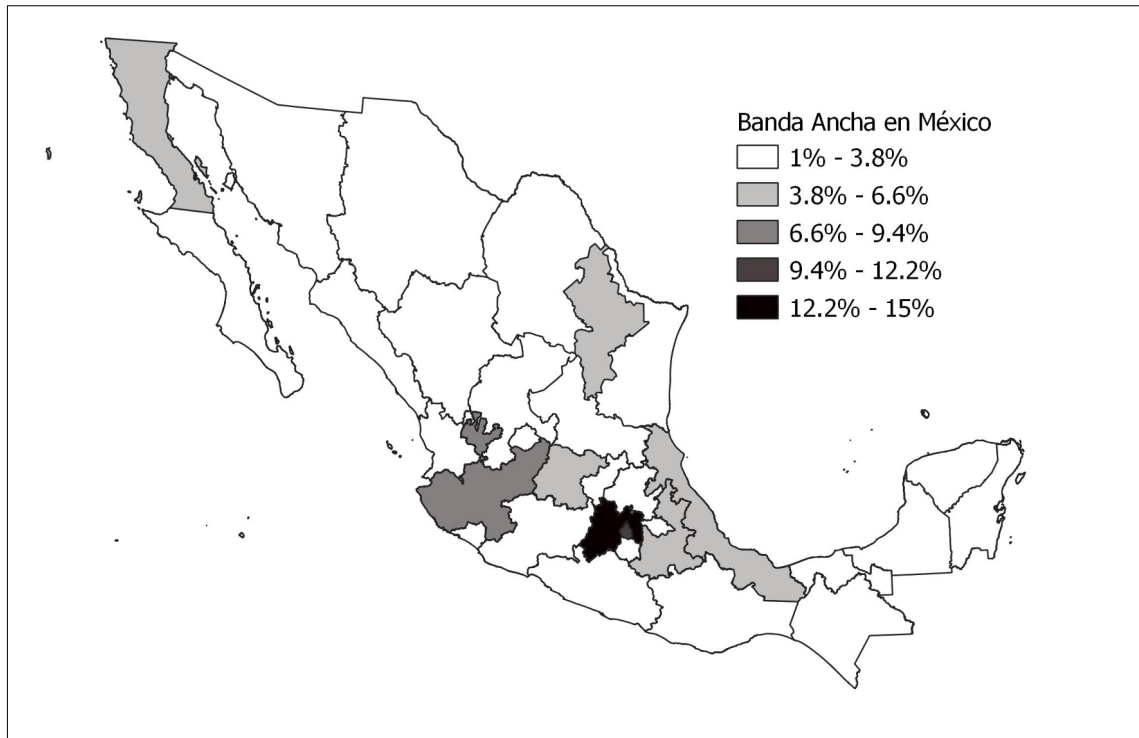 Banda Ancha en México
1% - 3.8%
3.8% - 6.6%
6.6% - 9.4%
9.4% - 12.2%
12.2% - 15%